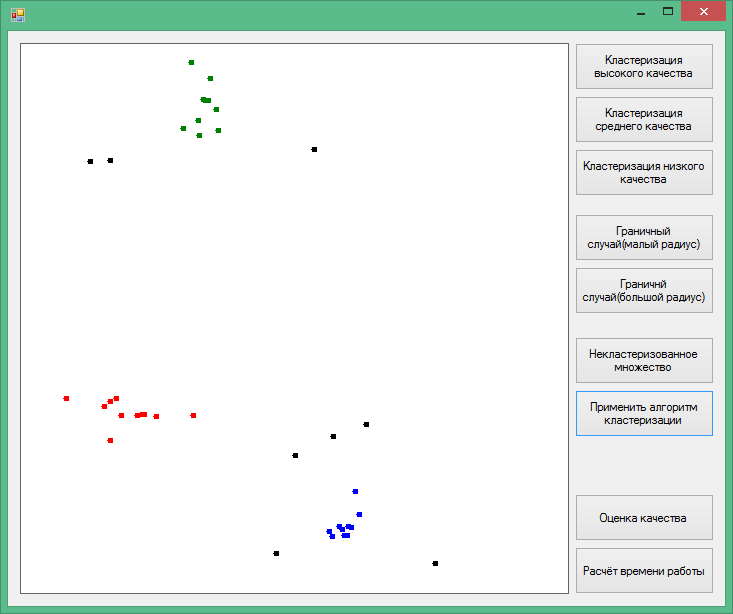 Кластеризация
высокого качества
Кластеризация
среднего качества
Кластеризация низкого
качества
Граничный
случай(малый радиус)
Граничнй
случай(большой радиус)
Некластеризованное
множество
Применить алгоритм
кластеризации
Оценка качества
Расчёт времени работы